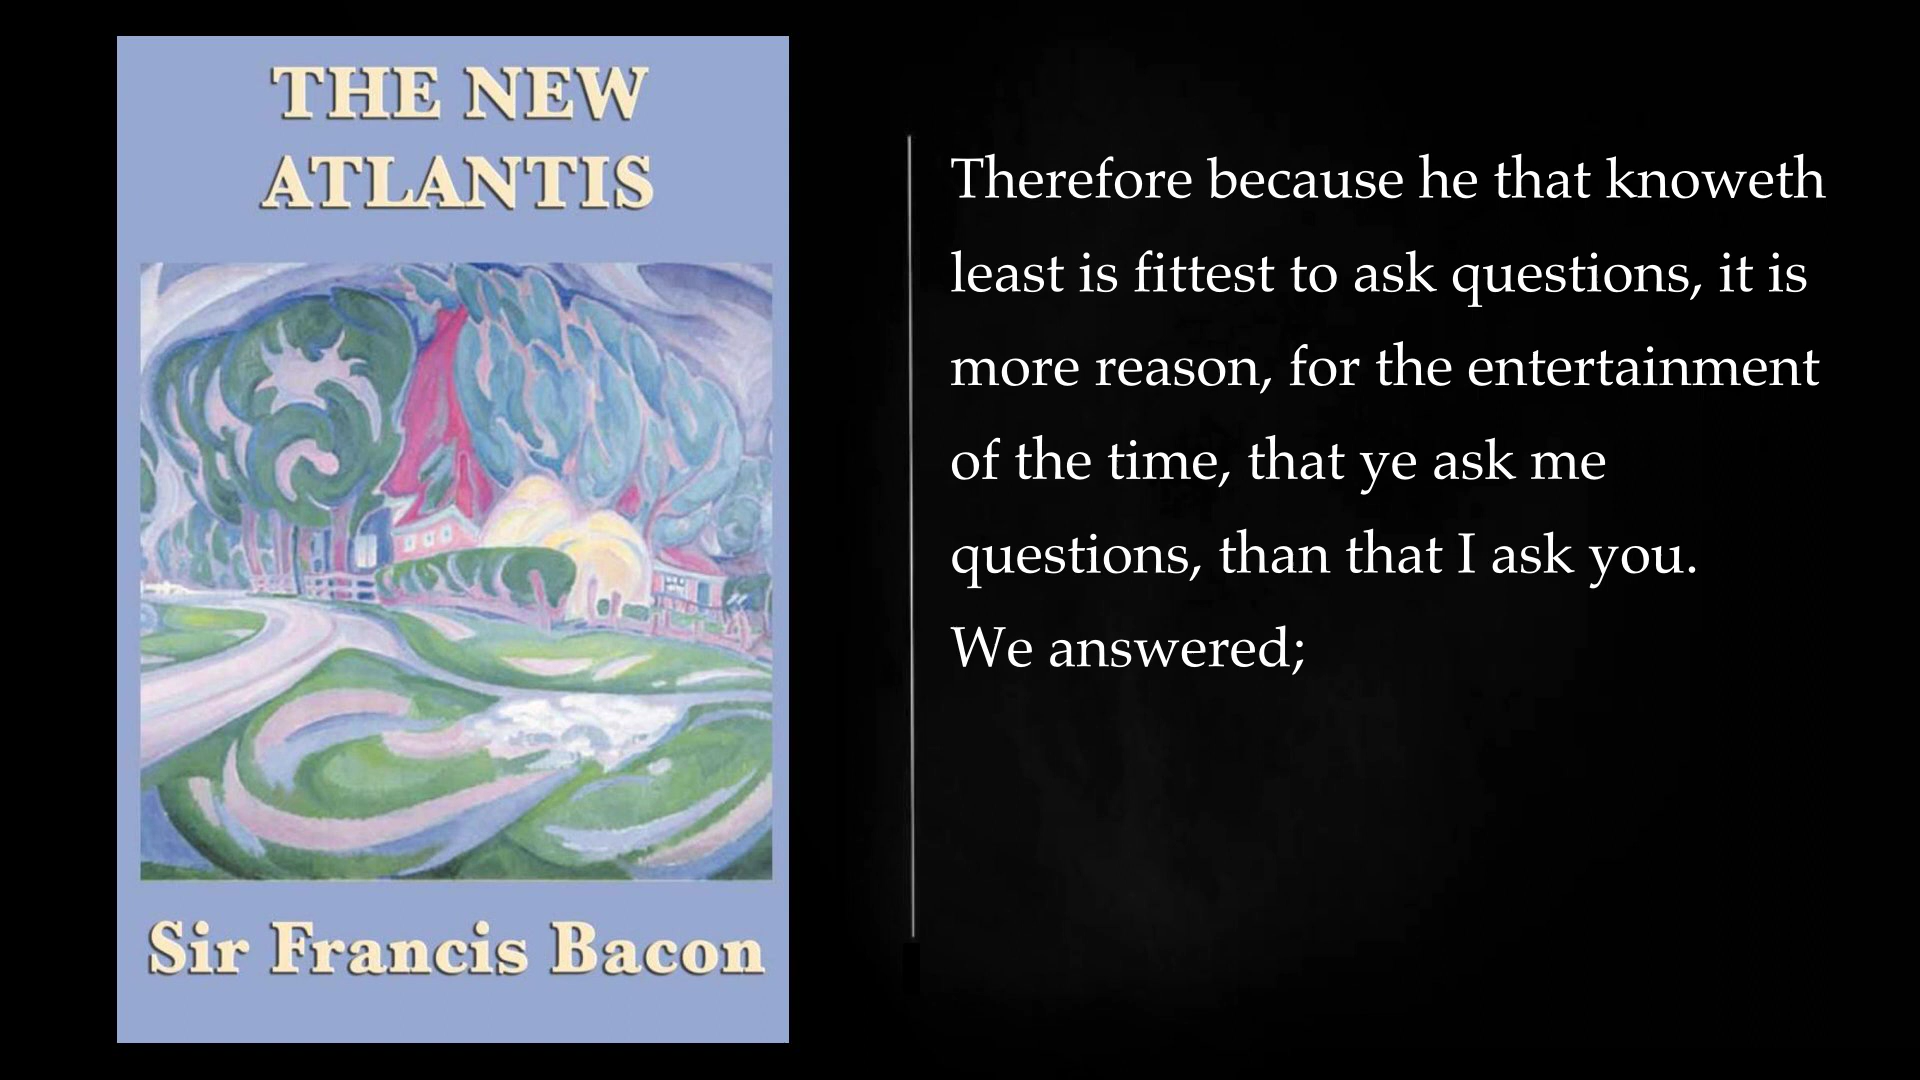 THE NEW
ATLANTIS
Sir Francis Bacon
Therefore because he that knoweth
least is fittest to ask questions, it is
more reason, for the entertainment
of the time, that ye ask me
questions, than that I ask you.
We answered;